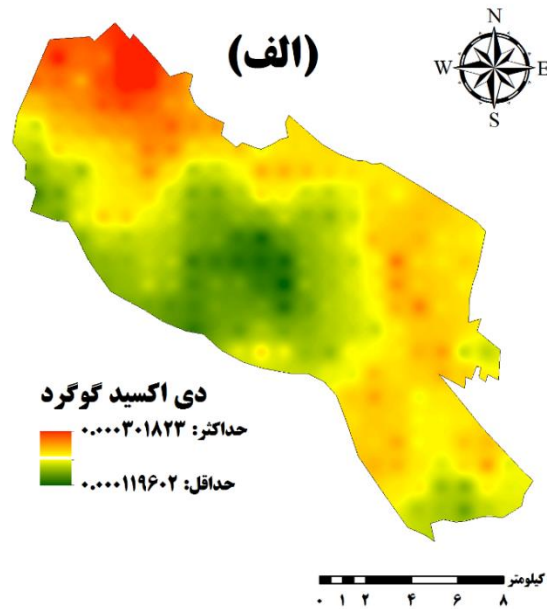 (الف)
N
W E
S
دی اکسید گوگرد
حداکثر: ۰.۰۰۰۳۰۱۸۲۳
حداقل: ۰.۰۰۰۱۱۹۶۰۲
کیلومتر
۰ ۱ ۲ ۴ ۶ ۸